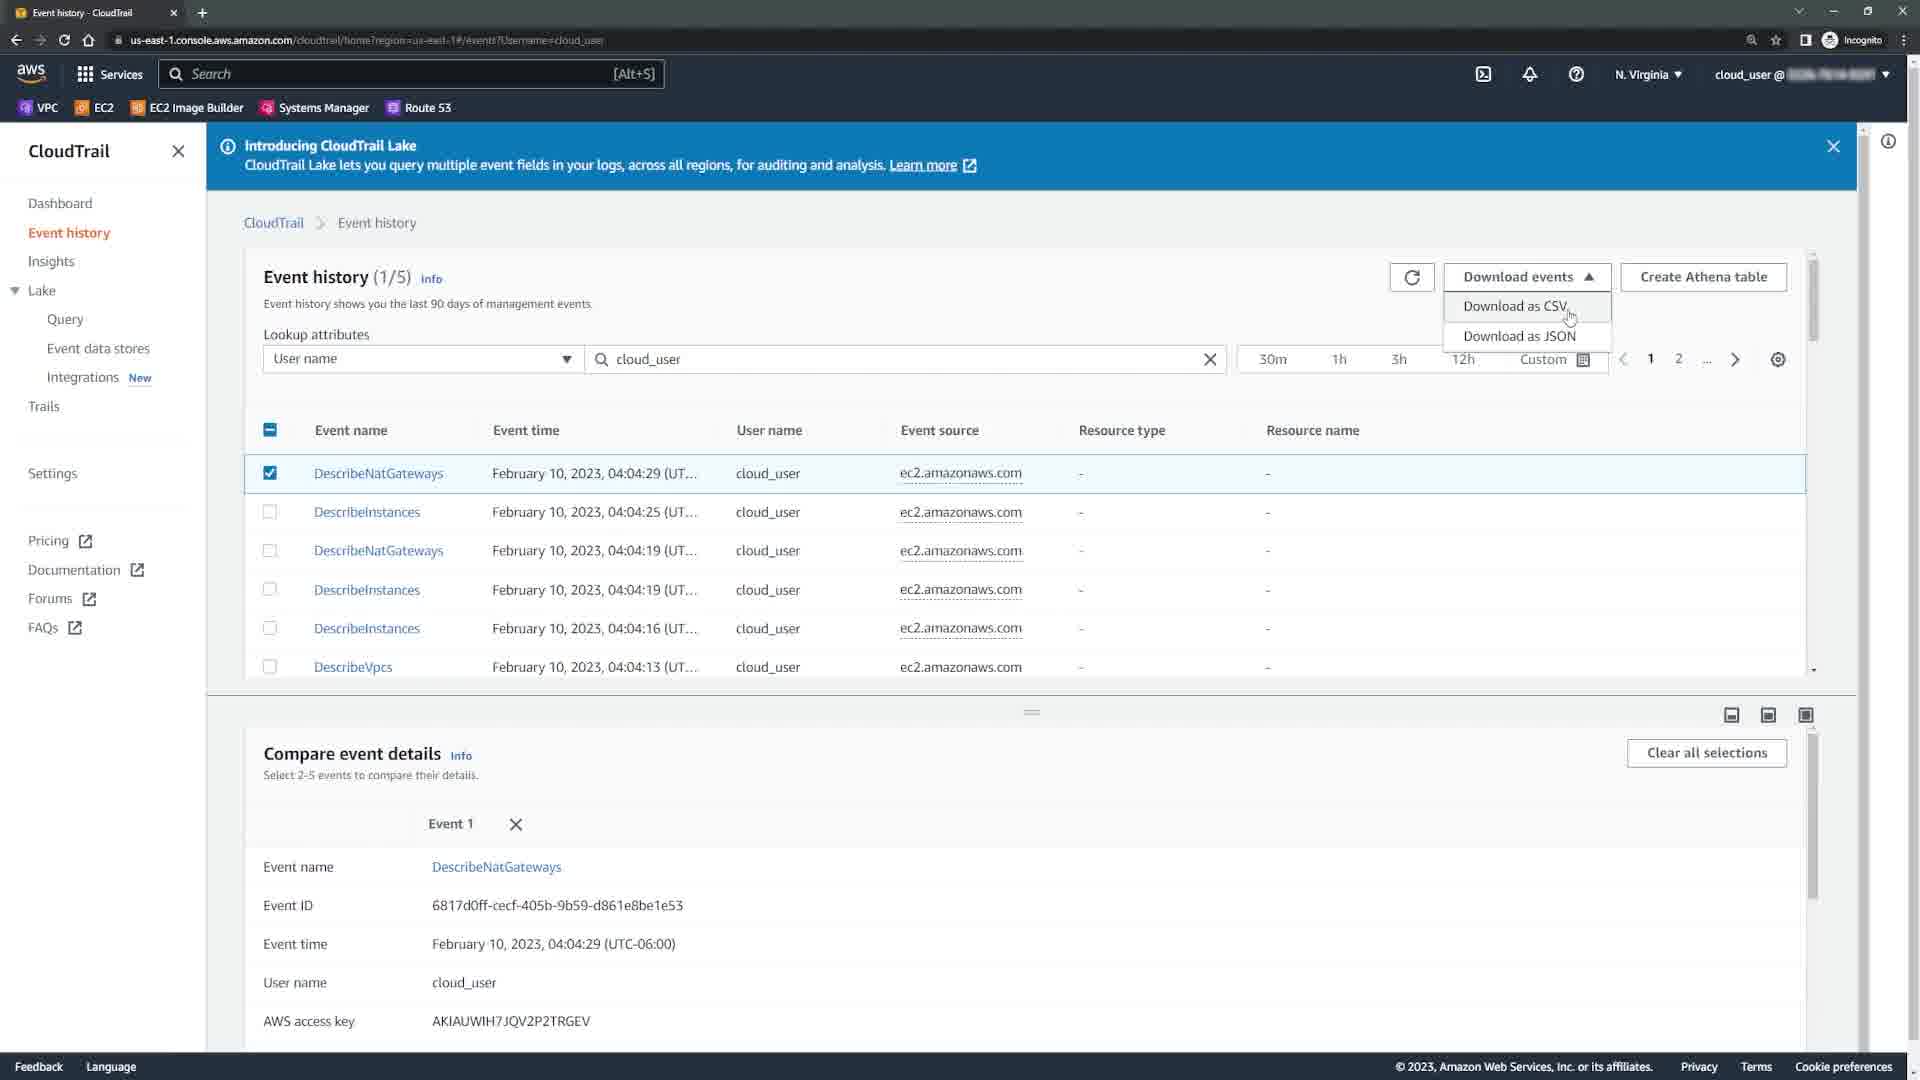 Event history - CloudTrail
us-east-1.console.aws.amazon.com/cloudtrail/home?region=us-east-1#/events?Username=cloud_user
Incognito
aws
Services
Search
[Alt+S]
N. Virginia
cloud_user @
VPC
EC2
EC2 Image Builder
Systems Manager
Route 53
CloudTrail
Dashboard
Event history
Insights
Lake
Query
Event data stores
Integrations New
Trails
Settings
Pricing
Documentation
Forums
FAQs
Introducing CloudTrail Lake
CloudTrail Lake lets you query multiple event fields in your logs, across all regions, for auditing and analysis. Learn more
CloudTrail
Event history
Event history (1/5) Info
Event history shows you the last 90 days of management events.
Download events
Create Athena table
Download as CSV
Download as JSON
Lookup attributes
User name
cloud_user
30m 1h 3h 12h Custom
1 2 ...
Event name Event time User name Event source Resource type Resource name
DescribeNatGateways February 10, 2023, 04:04:29 (UT... cloud_user ec2.amazonaws.com - -
DescribeInstances February 10, 2023, 04:04:25 (UT... cloud_user ec2.amazonaws.com - -
DescribeNatGateways February 10, 2023, 04:04:19 (UT... cloud_user ec2.amazonaws.com - -
DescribeInstances February 10, 2023, 04:04:19 (UT... cloud_user ec2.amazonaws.com - -
DescribeInstances February 10, 2023, 04:04:16 (UT... cloud_user ec2.amazonaws.com - -
DescribeVpcs February 10, 2023, 04:04:13 (UT... cloud_user ec2.amazonaws.com - -
Compare event details Info
Select 2-5 events to compare their details.
Clear all selections
Event 1
Event name DescribeNatGateways
Event ID 6817d0ff-cecf-405b-9b59-d861e8be1e53
Event time February 10, 2023, 04:04:29 (UTC-06:00)
User name cloud_user
AWS access key AKIAUWIH7JQV2P2TRGEV
Feedback Language
© 2023, Amazon Web Services, Inc. or its affiliates. Privacy Terms Cookie preferences